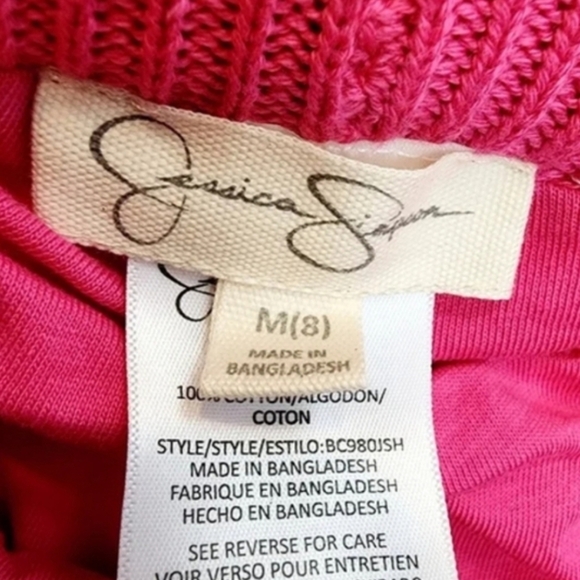 Jessica Simpson
M(8)
MADE IN
BANGLADESH
100% COTTON/ALGODON/
COTON
STYLE/STYLE/ESTILO:BC980JSH
MADE IN BANGLADESH
FABRIQUE EN BANGLADESH
HECHO EN BANGLADESH
SEE REVERSE FOR CARE
VOIR VERSO POUR ENTRETIEN